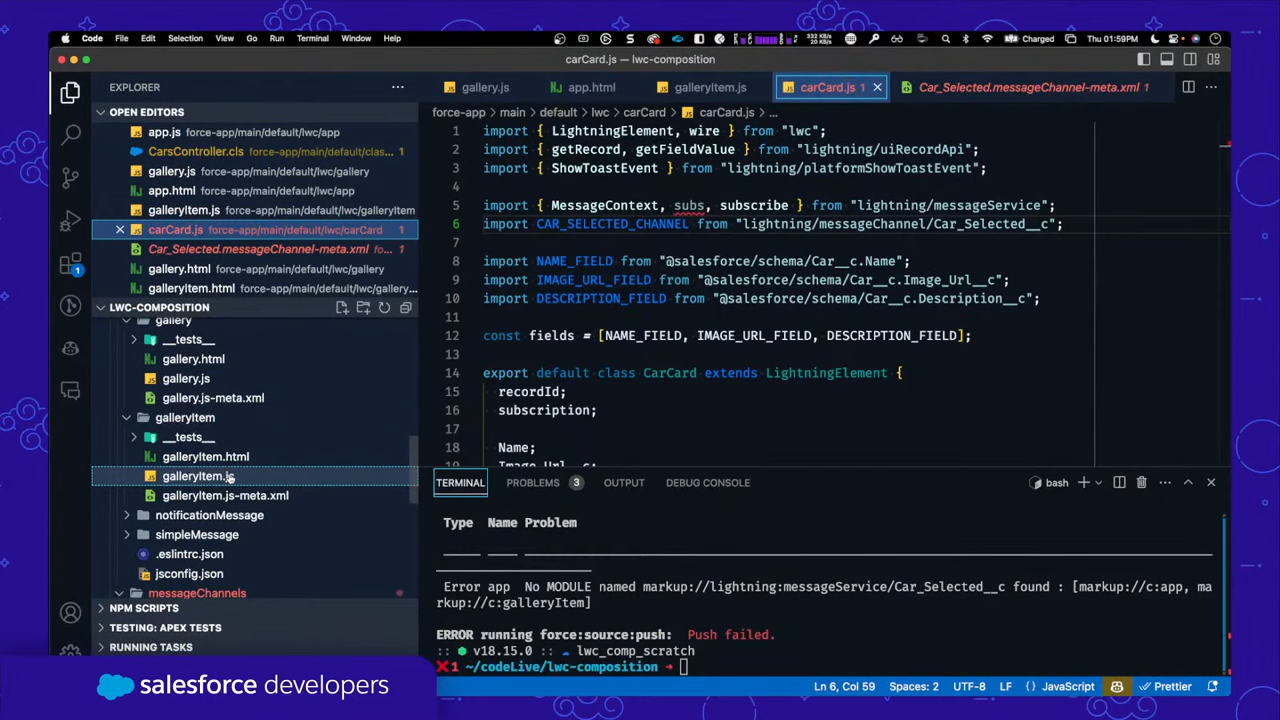 Code File Edit Selection View Go Run Terminal Window Help
332 KB
20 KB/s
Charged
Thu 01:59PM
carCard.js — lwc-composition
EXPLORER
OPEN EDITORS
app.js force-app/main/default/lwc/app
CarsController.cls force-app/main/default/clas... 1
gallery.js force-app/main/default/lwc/gallery
app.html force-app/main/default/lwc/app
galleryItem.js force-app/main/default/lwc/galleryItem
carCard.js force-app/main/default/lwc/carCard
Car_Selected.messageChannel-meta.xml fo... 1
gallery.html force-app/main/default/lwc/gallery
galleryItem.html force-app/main/default/lwc/gallery...
LWC-COMPOSITION
gallery
__tests__
gallery.html
gallery.js
gallery.js-meta.xml
galleryItem
__tests__
galleryItem.html
galleryItem.js
galleryItem.js-meta.xml
notificationMessage
simpleMessage
.eslintrc.json
jsconfig.json
messageChannels
NPM SCRIPTS
TESTING: APEX TESTS
RUNNING TASKS
gallery.js app.html galleryItem.js carCard.js 1 Car_Selected.messageChannel-meta.xml 1
force-app > main > default > lwc > carCard > carCard.js > ...
1 import { LightningElement, wire } from "lwc";
2 import { getRecord, getFieldValue } from "lightning/uiRecordApi";
3 import { ShowToastEvent } from "lightning/platformShowToastEvent";
4
5 import { MessageContext, subs, subscribe } from "lightning/messageService";
6 import CAR_SELECTED_CHANNEL from "lightning/messageChannel/Car_Selected__c";
7
8 import NAME_FIELD from "@salesforce/schema/Car__c.Name";
9 import IMAGE_URL_FIELD from "@salesforce/schema/Car__c.Image_Url__c";
10 import DESCRIPTION_FIELD from "@salesforce/schema/Car__c.Description__c";
11
12 const fields = [NAME_FIELD, IMAGE_URL_FIELD, DESCRIPTION_FIELD];
13
14 export default class CarCard extends LightningElement {
15 recordId;
16 subscription;
17
18 Name;
19 Image_Url__c;
TERMINAL PROBLEMS 3 OUTPUT DEBUG CONSOLE
bash
Type Name Problem
Error app No MODULE named markup://lightning:messageService/Car_Selected__c found : [markup://c:app, ma
rkup://c:galleryItem]
ERROR running force:source:push: Push failed.
:: v18.15.0 :: lwc_comp_scratch
1 ~/codeLive/lwc-composition
Ln 6, Col 59 Spaces: 2 UTF-8 LF { } JavaScript Prettier
salesforce developers